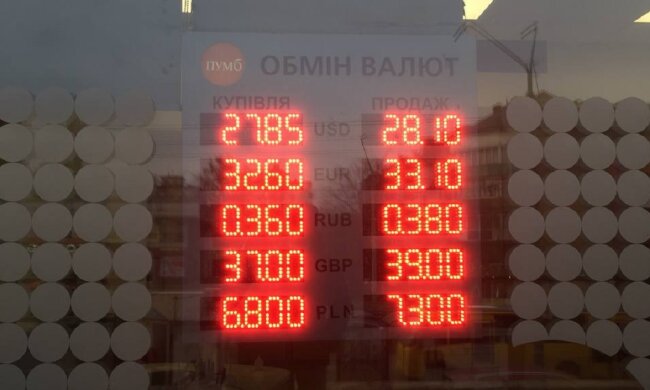 ПУМБ ОБМІН ВАЛЮТ
КУПІВЛЯ ПРОДАЖ
27.85 USD 28.10
32.60 EUR 33.10
0.360 RUB 0.380
37.00 GBP 39.00
6.800 PLN 7.300